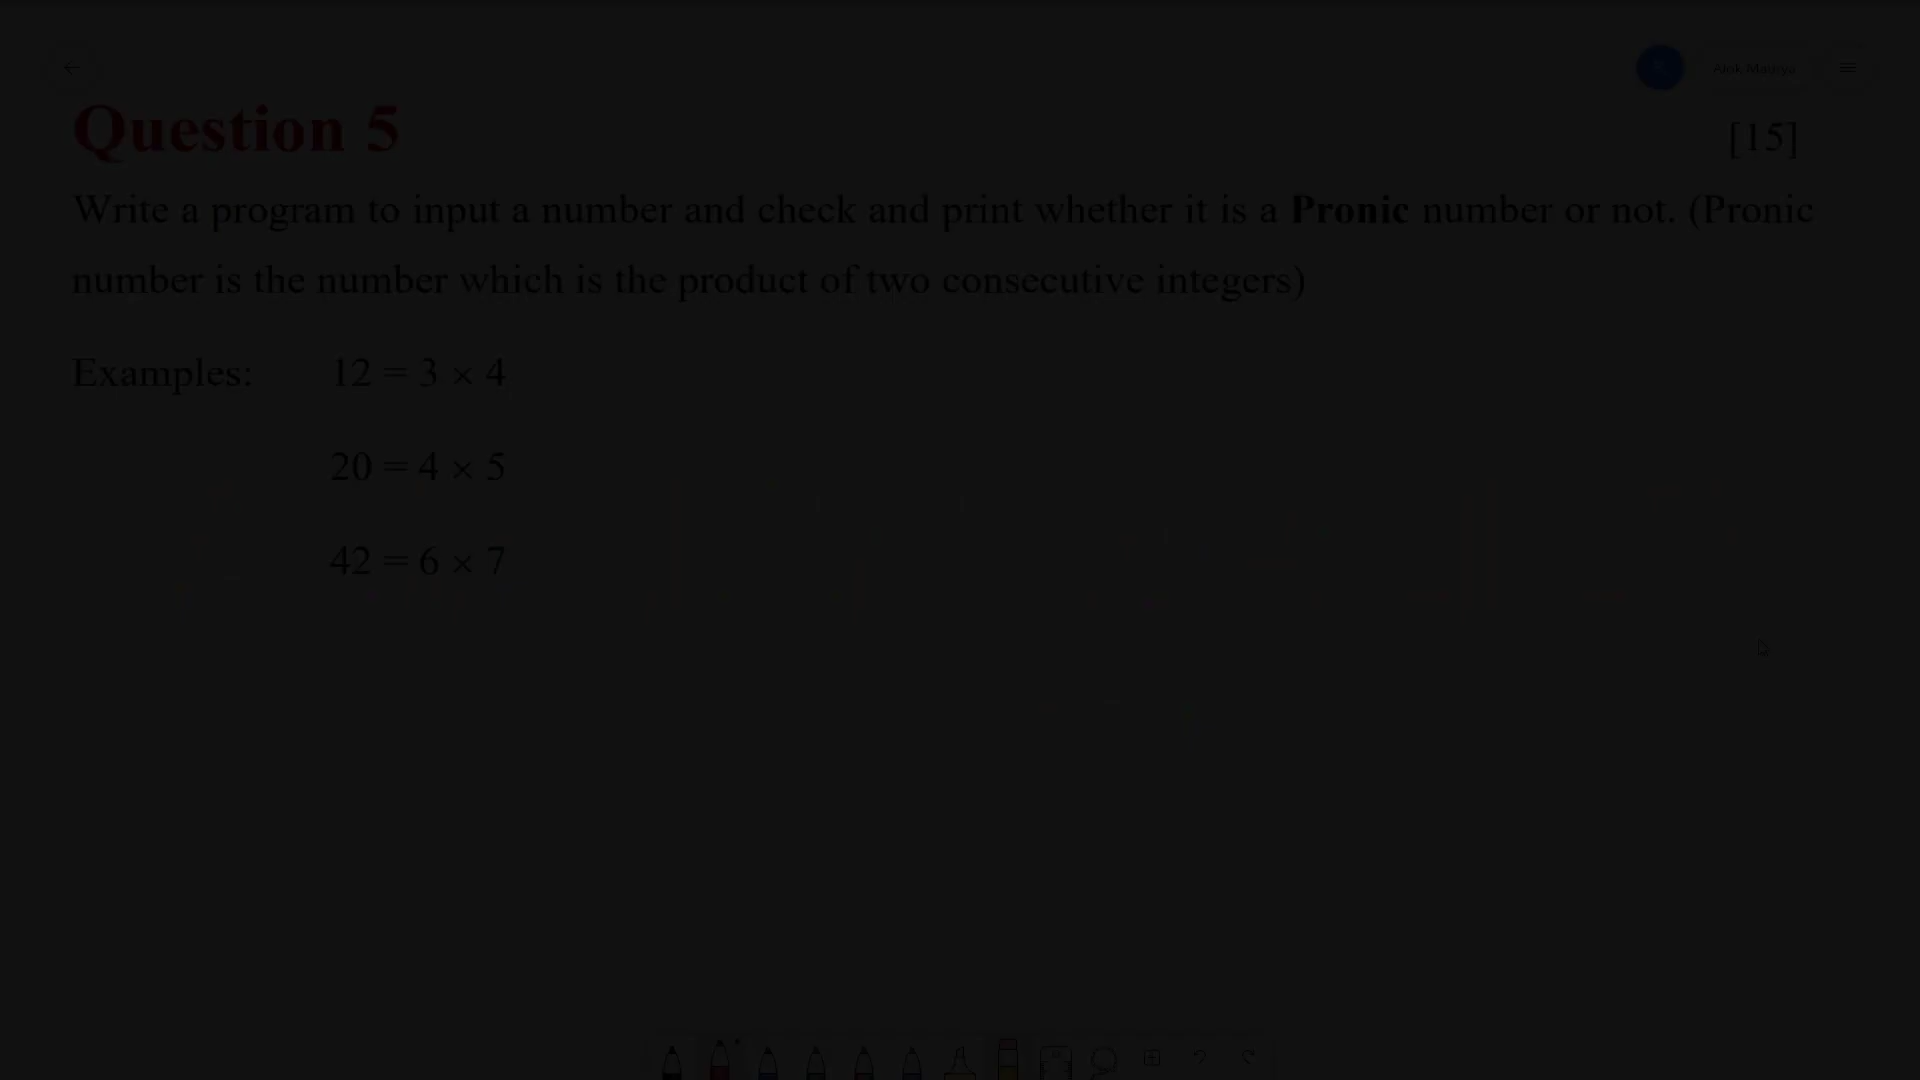 Question 5
[15]
Write a program to input a number and check and print whether it is a Pronic number or not. (Pronic
number is the number which is the product of two consecutive integers)
Examples: 12 = 3 × 4
20 = 4 × 5
42 = 6 × 7